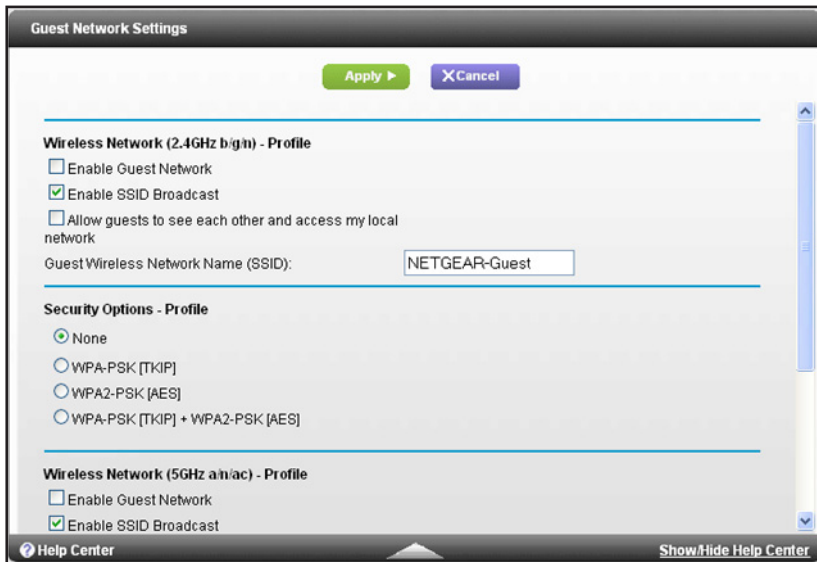 Guest Network Settings
Apply
XCancel
Wireless Network (2.4GHz b/g/n) - Profile
Enable Guest Network
Enable SSID Broadcast
Allow guests to see each other and access my local
network
Guest Wireless Network Name (SSID): NETGEAR-Guest
Security Options - Profile
None
WPA-PSK [TKIP]
WPA2-PSK [AES]
WPA-PSK [TKIP] + WPA2-PSK [AES]
Wireless Network (5GHz a/n/ac) - Profile
Enable Guest Network
Enable SSID Broadcast
? Help Center Show/Hide Help Center